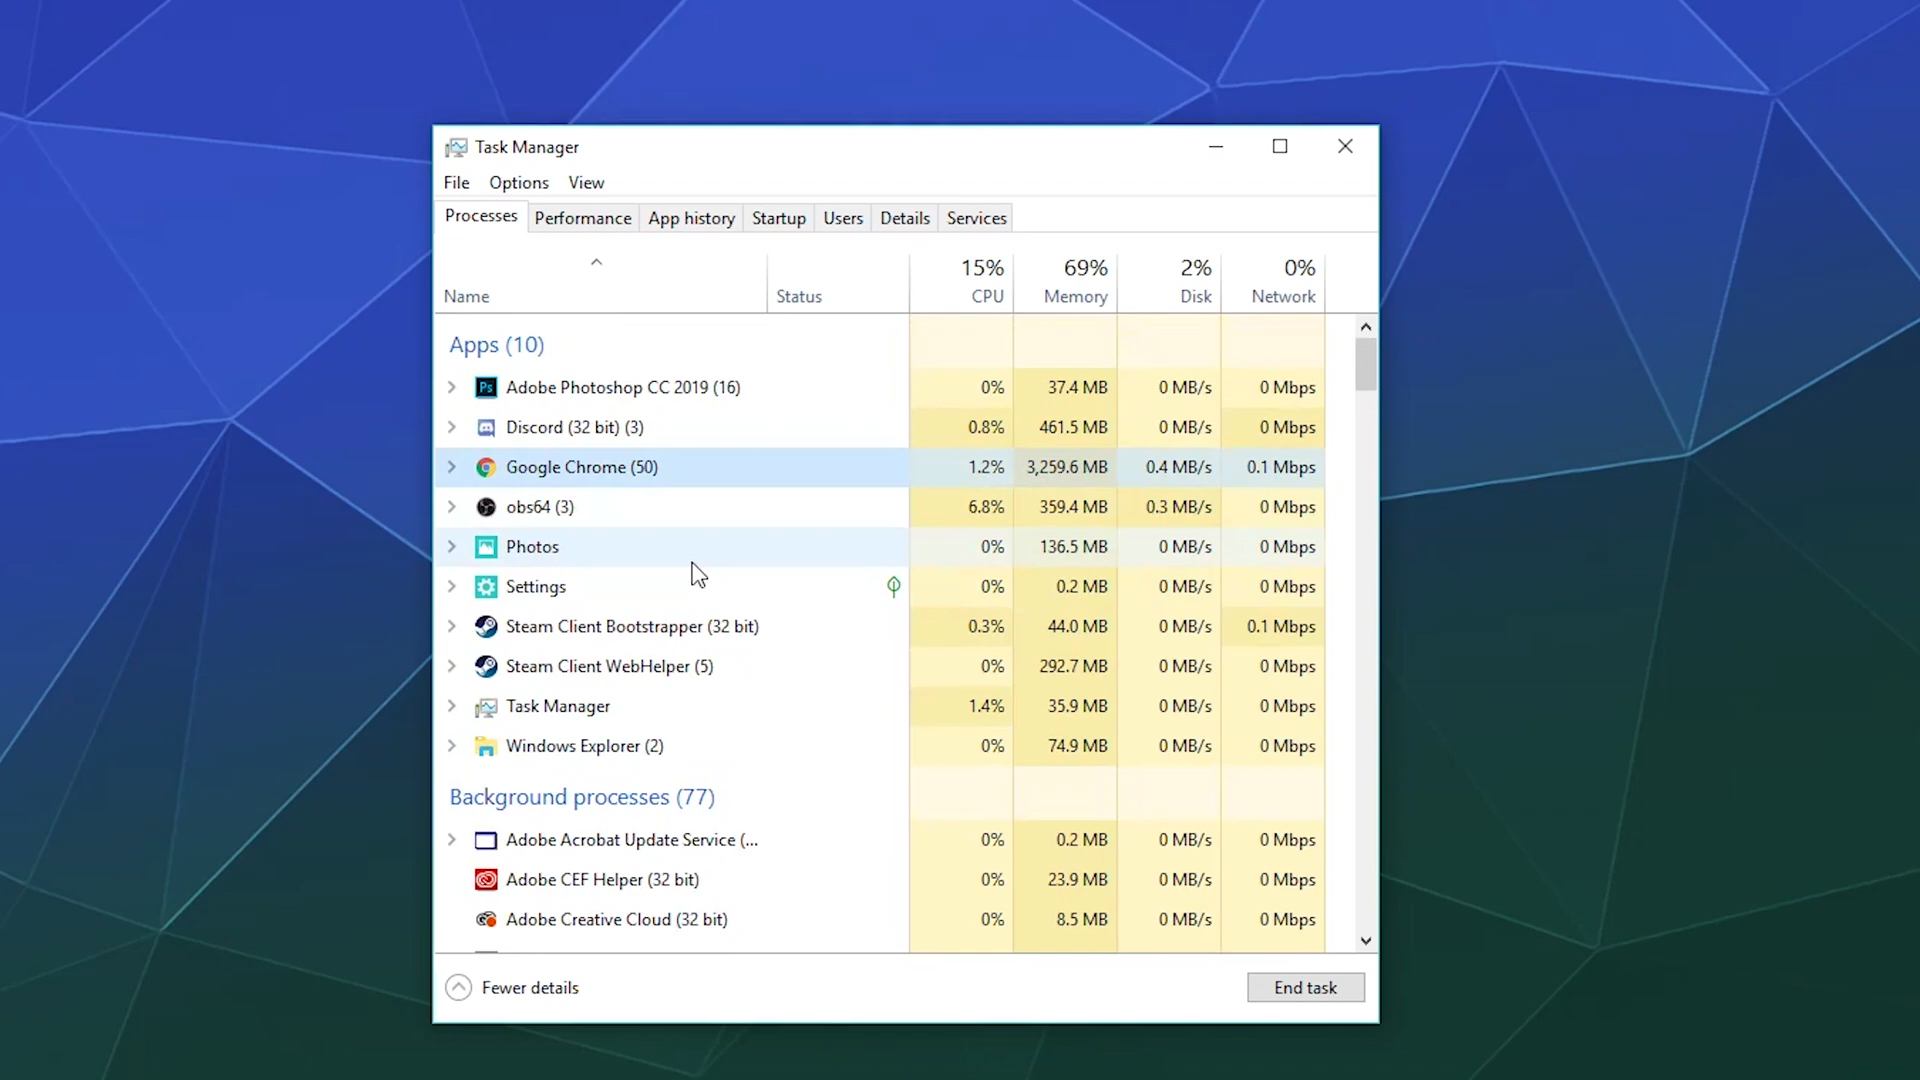 Task Manager
File Options View
Processes Performance App history Startup Users Details Services
15% 69% 2% 0%
Name Status CPU Memory Disk Network
Apps (10)
Ps Adobe Photoshop CC 2019 (16) 0% 37.4 MB 0 MB/s 0 Mbps
Discord (32 bit) (3) 0.8% 461.5 MB 0 MB/s 0 Mbps
Google Chrome (50) 1.2% 3,259.6 MB 0.4 MB/s 0.1 Mbps
obs64 (3) 6.8% 359.4 MB 0.3 MB/s 0 Mbps
Photos 0% 136.5 MB 0 MB/s 0 Mbps
Settings 0% 0.2 MB 0 MB/s 0 Mbps
Steam Client Bootstrapper (32 bit) 0.3% 44.0 MB 0 MB/s 0.1 Mbps
Steam Client WebHelper (5) 0% 292.7 MB 0 MB/s 0 Mbps
Task Manager 1.4% 35.9 MB 0 MB/s 0 Mbps
Windows Explorer (2) 0% 74.9 MB 0 MB/s 0 Mbps
Background processes (77)
Adobe Acrobat Update Service (... 0% 0.2 MB 0 MB/s 0 Mbps
Adobe CEF Helper (32 bit) 0% 23.9 MB 0 MB/s 0 Mbps
Adobe Creative Cloud (32 bit) 0% 8.5 MB 0 MB/s 0 Mbps
Fewer details End task